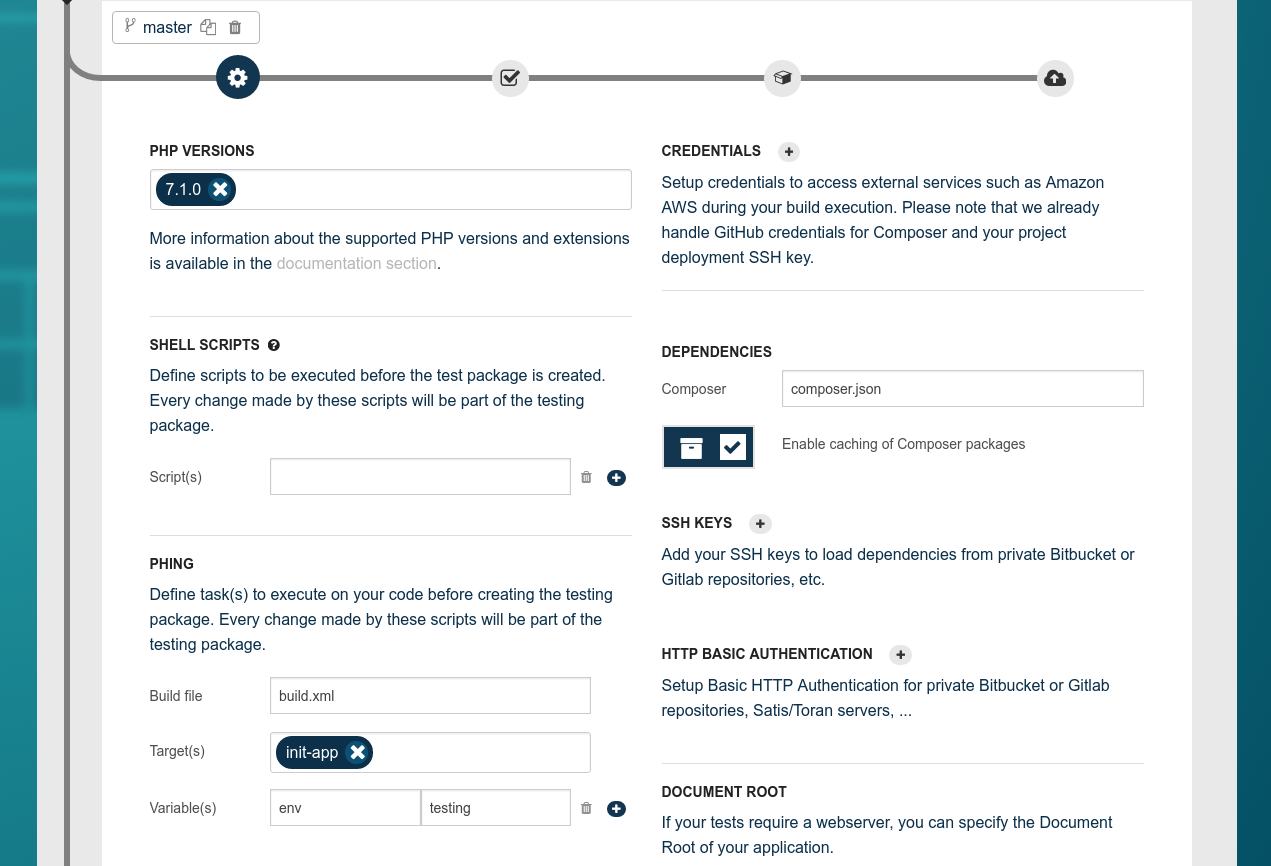 master
PHP VERSIONS
7.1.0
More information about the supported PHP versions and extensions
is available in the documentation section.
SHELL SCRIPTS
Define scripts to be executed before the test package is created.
Every change made by these scripts will be part of the testing
package.
Script(s)
PHING
Define task(s) to execute on your code before creating the testing
package. Every change made by these scripts will be part of the
testing package.
Build file
build.xml
Target(s)
init-app
Variable(s)
env
testing
CREDENTIALS
Setup credentials to access external services such as Amazon
AWS during your build execution. Please note that we already
handle GitHub credentials for Composer and your project
deployment SSH key.
DEPENDENCIES
Composer
composer.json
Enable caching of Composer packages
SSH KEYS
Add your SSH keys to load dependencies from private Bitbucket or
Gitlab repositories, etc.
HTTP BASIC AUTHENTICATION
Setup Basic HTTP Authentication for private Bitbucket or Gitlab
repositories, Satis/Toran servers, ...
DOCUMENT ROOT
If your tests require a webserver, you can specify the Document
Root of your application.